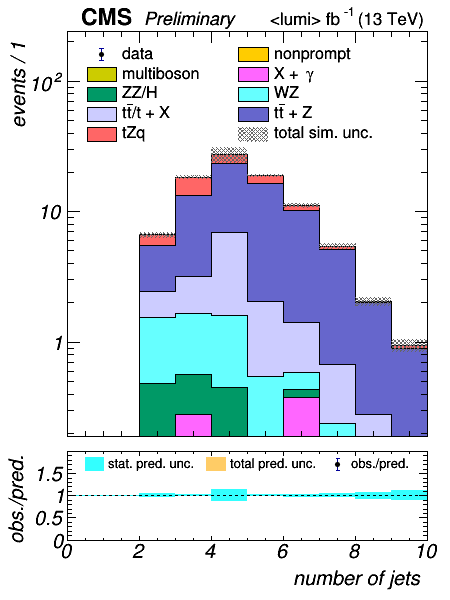 CMS Preliminary <lumi> fb⁻¹ (13 TeV)
events / 1
data nonprompt
multiboson X + γ
ZZ/H WZ
tt̄/t + X tt̄ + Z
tZq total sim. unc.
10²
10
1
obs./pred.
stat. pred. unc. total pred. unc. obs./pred.
1.5
1
0.5
0
0 2 4 6 8 10
number of jets